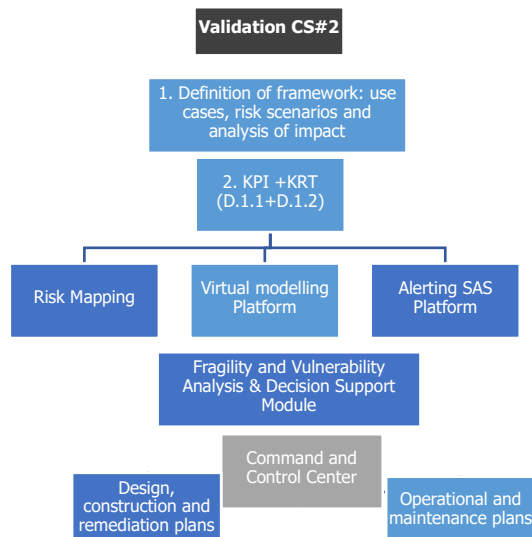 Validation CS#2
1. Definition of framework: use
cases, risk scenarios and
analysis of impact
2. KPI +KRT
(D.1.1+D.1.2)
Risk Mapping
Virtual modelling
Platform
Alerting SAS
Platform
Fragility and Vulnerability
Analysis & Decision Support
Module
Command and
Control Center
Design,
construction and
remediation plans
Operational and
maintenance plans